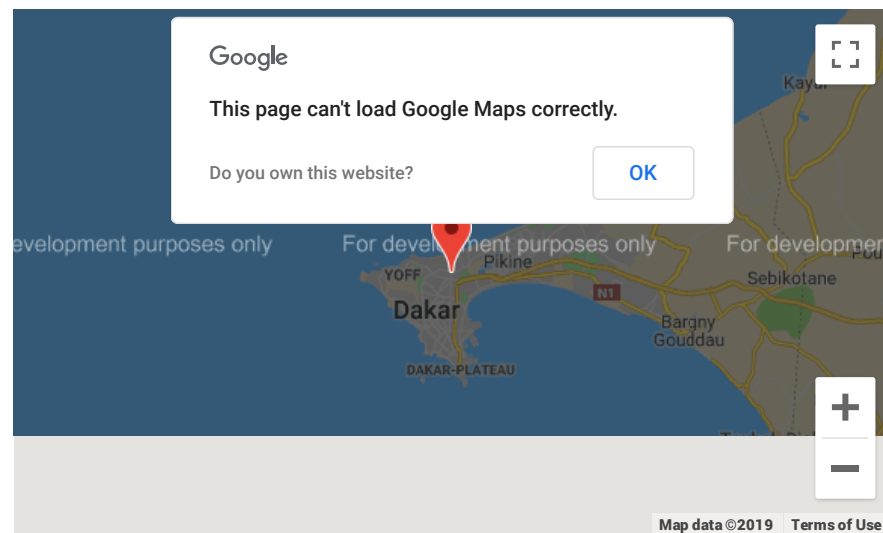 Google
This page can't load Google Maps correctly.
Do you own this website?
OK
evelopment purposes only
For development purposes only
For developmen
YOFF
Pikine
Sebikotane
N1
Dakar
Bargny
Gouddau
DAKAR-PLATEAU
Map data ©2019
Terms of Use